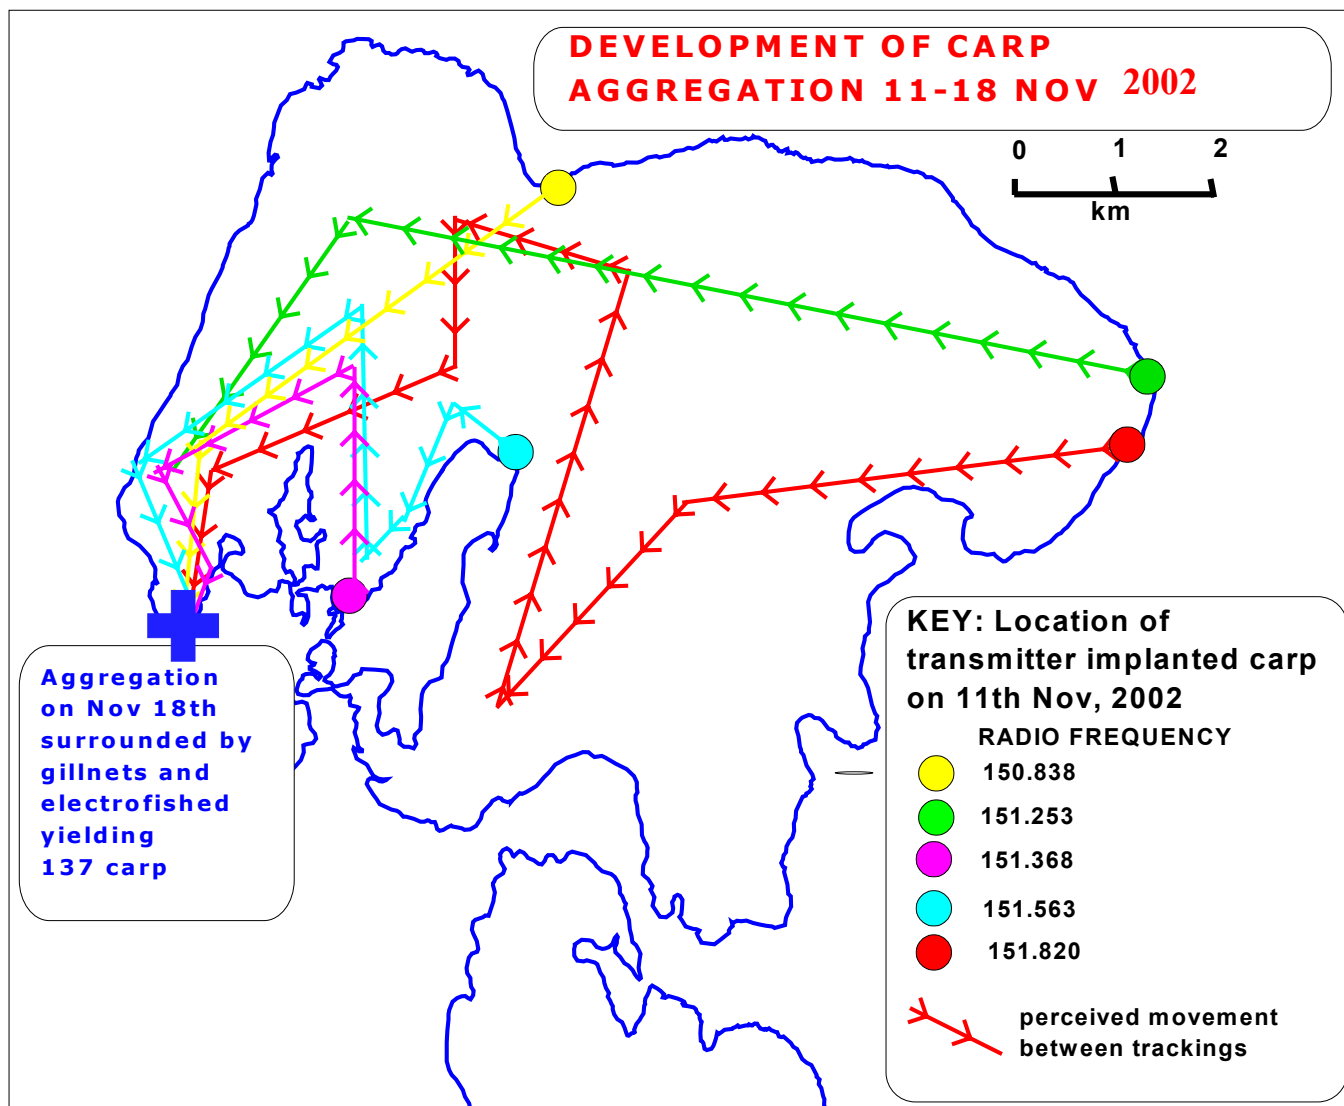 DEVELOPMENT OF CARP
AGGREGATION 11-18 NOV 2002
0 1 2
km
Aggregation
on Nov 18th
surrounded by
gillnets and
electrofished
yielding
137 carp
KEY: Location of
transmitter implanted carp
on 11th Nov, 2002
RADIO FREQUENCY
150.838
151.253
151.368
151.563
151.820
perceived movement
between trackings